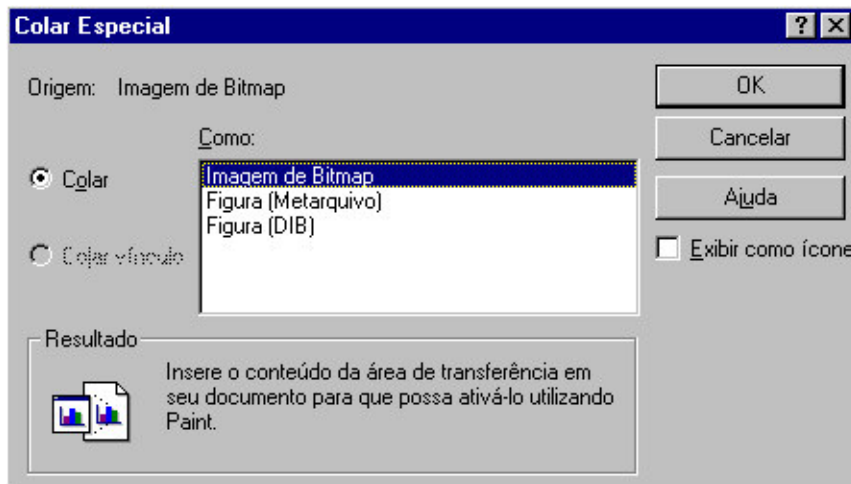 Colar Especial
Origem: Imagem de Bitmap
OK
Como:
Cancelar
Colar
Imagem de Bitmap
Figura (Metarquivo)
Figura (DIB)
Ajuda
Colar vínculo
Exibir como ícone
Resultado
Insere o conteúdo da área de transferência em
seu documento para que possa ativá-lo utilizando
Paint.